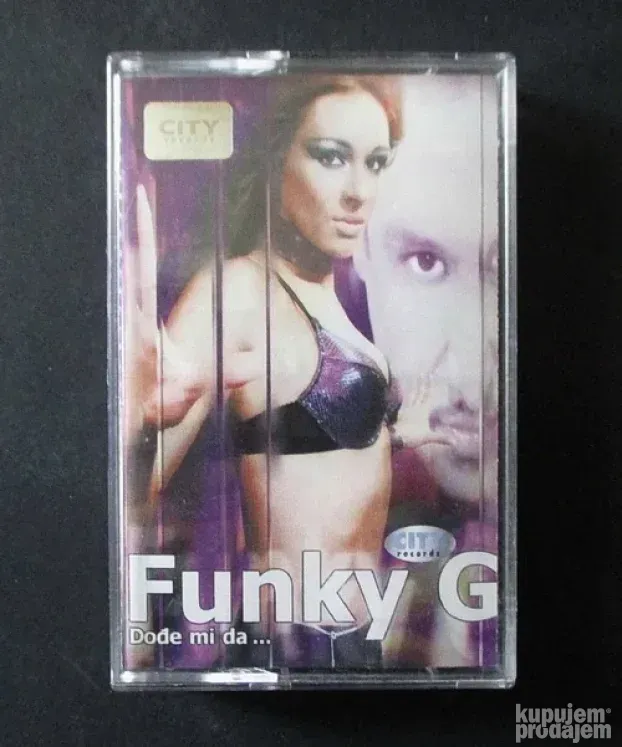 CITY
records
CITY
records
Funky G
Dođe mi da ...
kupujem®
prodajem